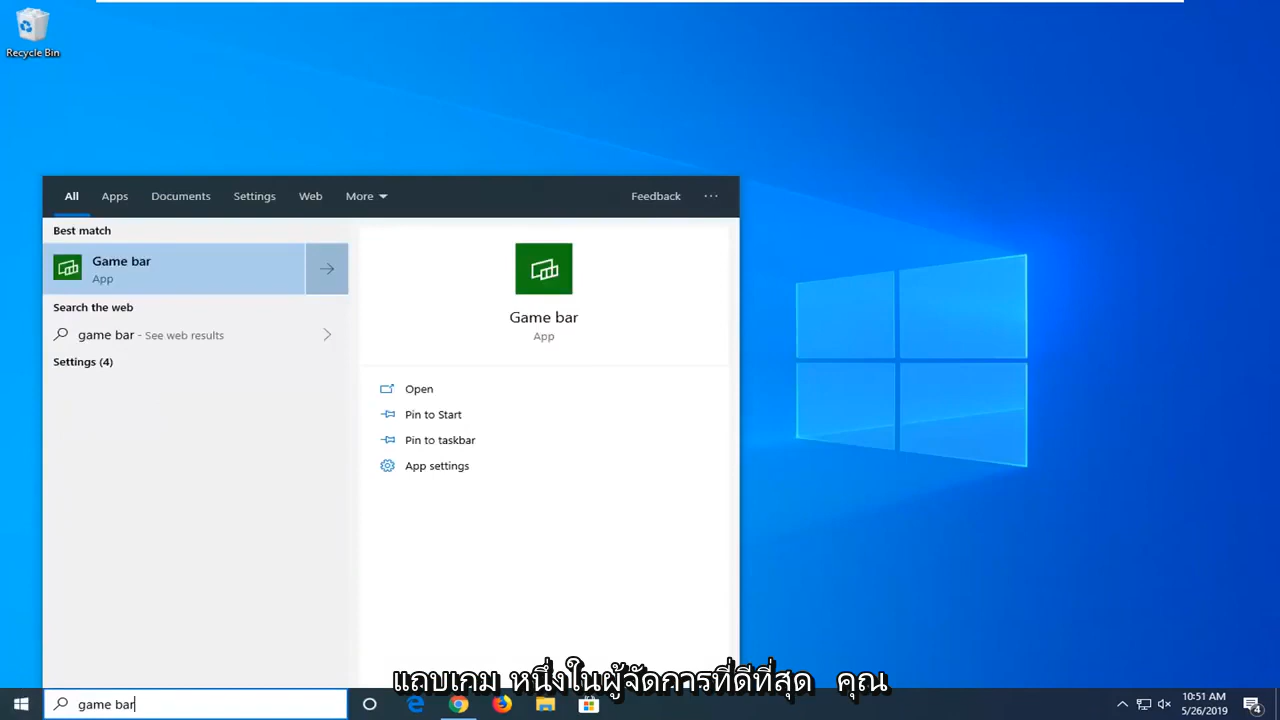 Recycle Bin
All Apps Documents Settings Web More Feedback ...
Best match
Game bar
App
Search the web
game bar - See web results
Settings (4)
Game bar
App
Open
Pin to Start
Pin to taskbar
App settings
แถบเกม หนึ่งในผู้จัดการที่ดีที่สุด คุณ
game bar
10:51 AM
5/26/2019
4